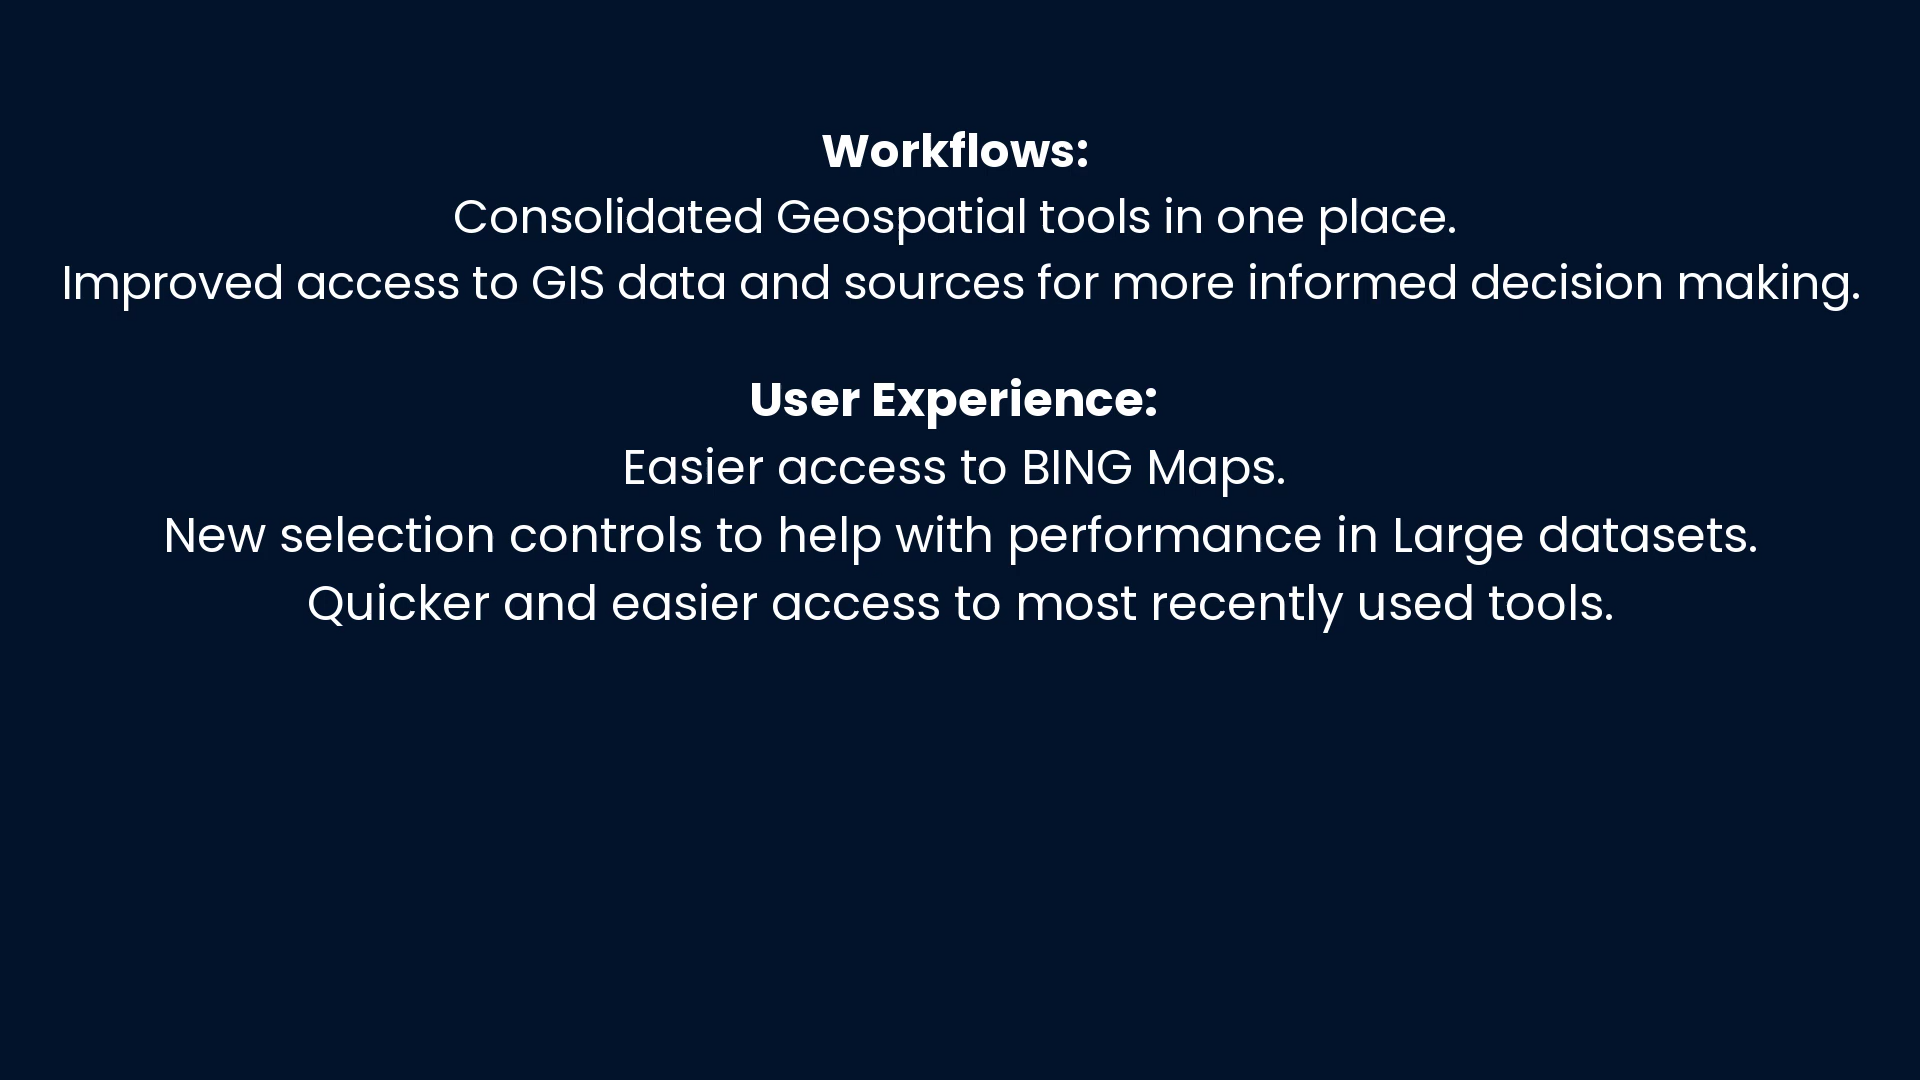 Workflows:
Consolidated Geospatial tools in one place.
Improved access to GIS data and sources for more informed decision making.
User Experience:
Easier access to BING Maps.
New selection controls to help with performance in Large datasets.
Quicker and easier access to most recently used tools.